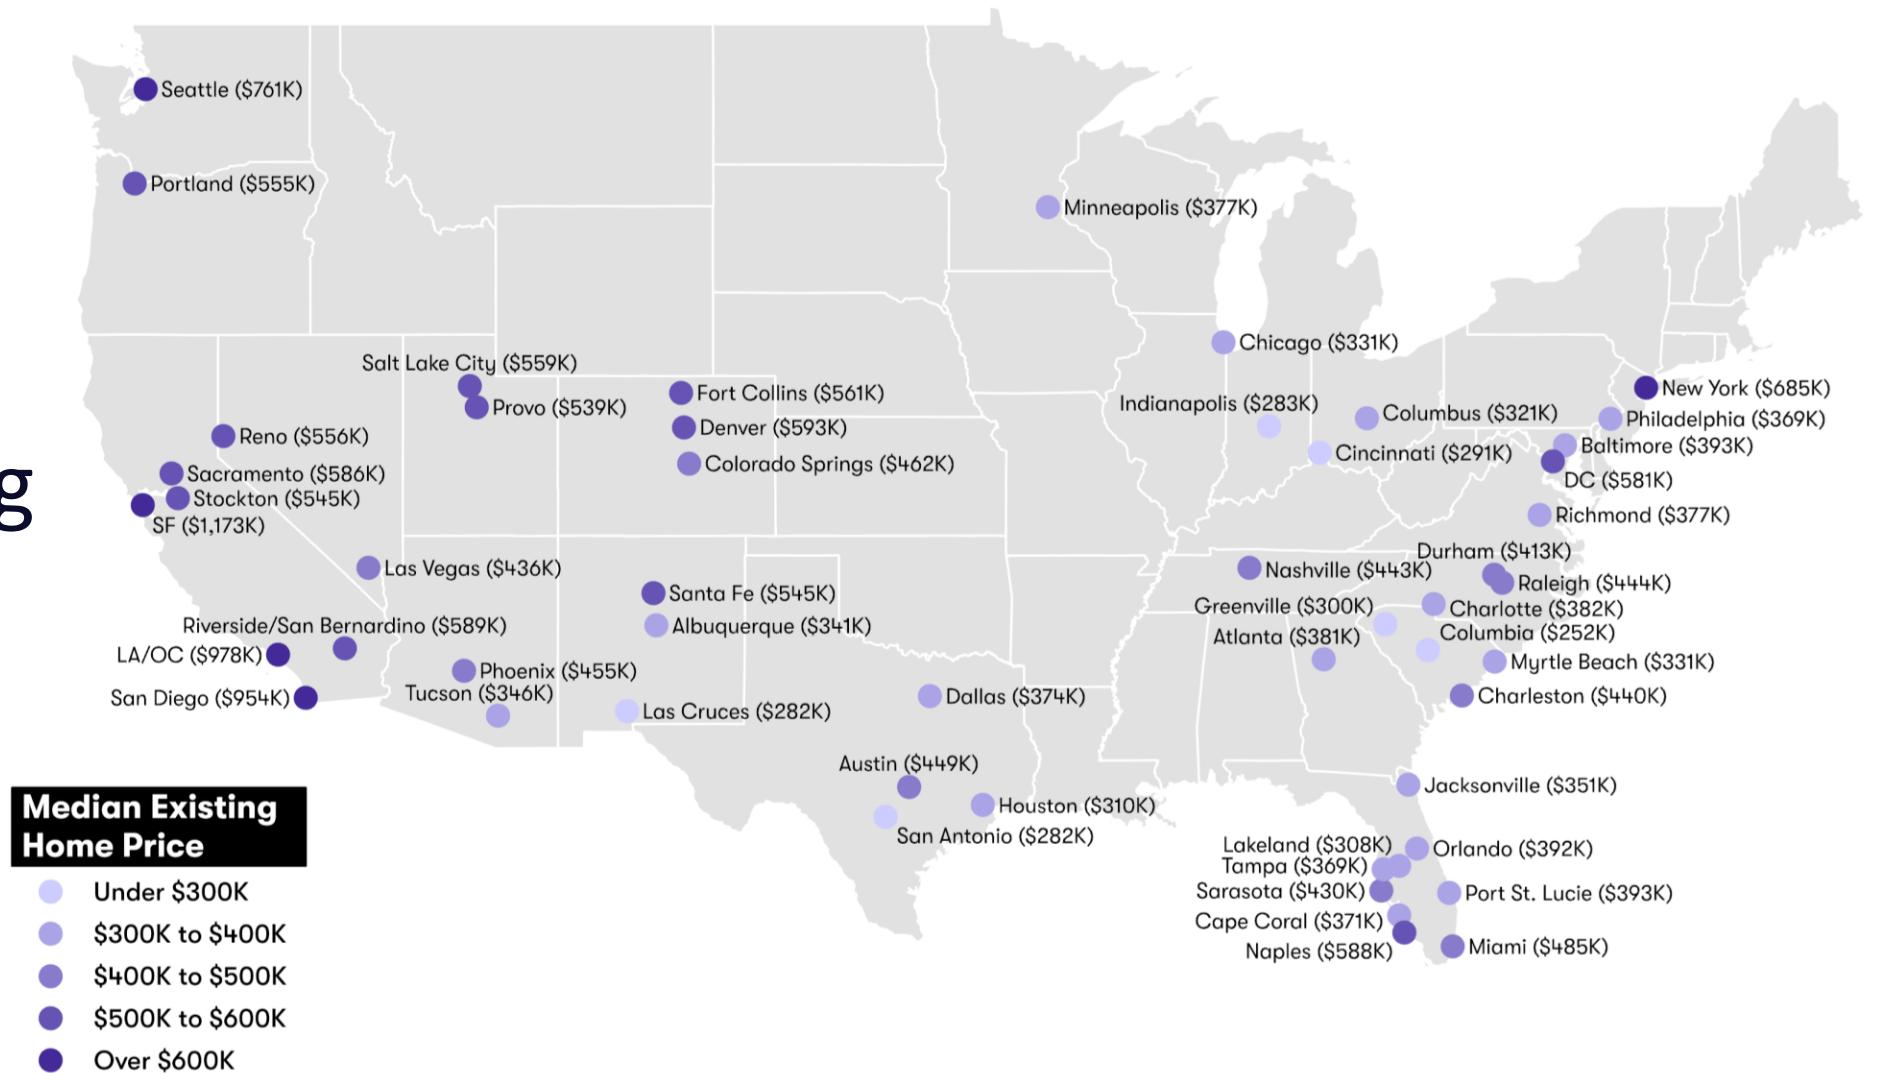 Seattle ($761K)
Portland ($555K)
Minneapolis ($377K)
Chicago ($331K)
Salt Lake City ($559K)
Provo ($539K)
Fort Collins ($561K)
Denver ($593K)
Colorado Springs ($462K)
Indianapolis ($283K)
Columbus ($321K)
Cincinnati ($291K)
New York ($685K)
Philadelphia ($369K)
Baltimore ($393K)
DC ($581K)
Richmond ($377K)
Reno ($556K)
Sacramento ($586K)
Stockton ($545K)
SF ($1,173K)
g
Las Vegas ($436K)
Santa Fe ($545K)
Albuquerque ($341K)
Nashville ($443K)
Durham ($413K)
Raleigh ($444K)
Greenville ($300K)
Charlotte ($382K)
Atlanta ($381K)
Columbia ($252K)
Myrtle Beach ($331K)
Charleston ($440K)
Riverside/San Bernardino ($589K)
LA/OC ($978K)
San Diego ($954K)
Phoenix ($455K)
Tucson ($346K)
Las Cruces ($282K)
Dallas ($374K)
Austin ($449K)
Houston ($310K)
San Antonio ($282K)
Jacksonville ($351K)
Lakeland ($308K)
Orlando ($392K)
Tampa ($369K)
Sarasota ($430K)
Port St. Lucie ($393K)
Cape Coral ($371K)
Naples ($588K)
Miami ($485K)
Median Existing
Home Price
Under $300K
$300K to $400K
$400K to $500K
$500K to $600K
Over $600K